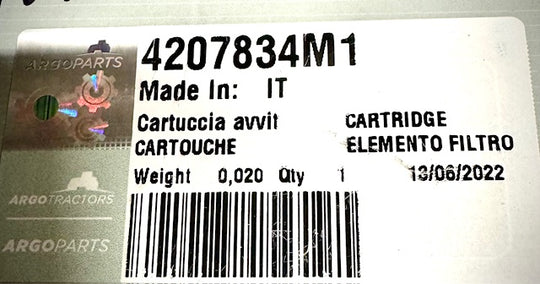 ARGOPARTS
4207834M1
Made In: IT
Cartuccia avvit CARTRIDGE
CARTOUCHE ELEMENTO FILTRO
Weight 0,020 Qty 1 13/06/2022
ARGOTRACTORS
ARGOPARTS